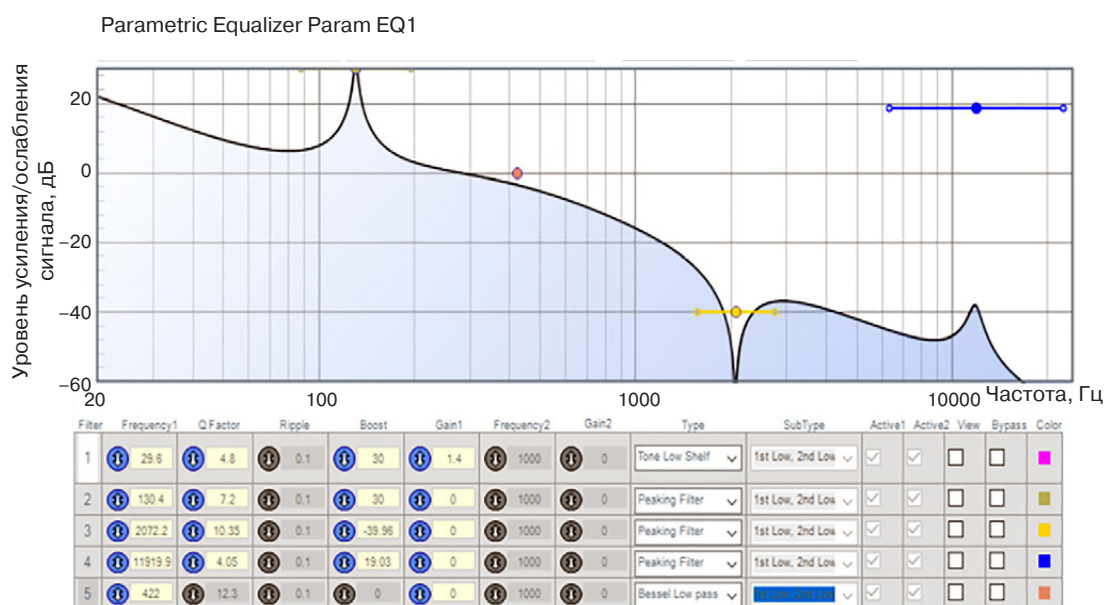 Parametric Equalizer Param EQ1
Уровень усиления/ослабления
сигнала, дБ
20
0
−20
−40
−60
20 100 1000 10000 Частота, Гц
Filter Frequency1 Q Factor Ripple Boost Gain1 Frequency2 Gain2 Type SubType Active1 Active2 View Bypass Color
1 29.6 4.8 0.1 30 1.4 1000 0 Tone Low Shelf 1st Low, 2nd Low
2 130.4 7.2 0.1 30 0 1000 0 Peaking Filter 1st Low, 2nd Low
3 2072.2 10.35 0.1 -39.96 0 1000 0 Peaking Filter 1st Low, 2nd Low
4 11919.9 4.05 0.1 19.03 0 1000 0 Peaking Filter 1st Low, 2nd Low
5 422 12.3 0.1 0 0 1000 0 Bessel Low pass